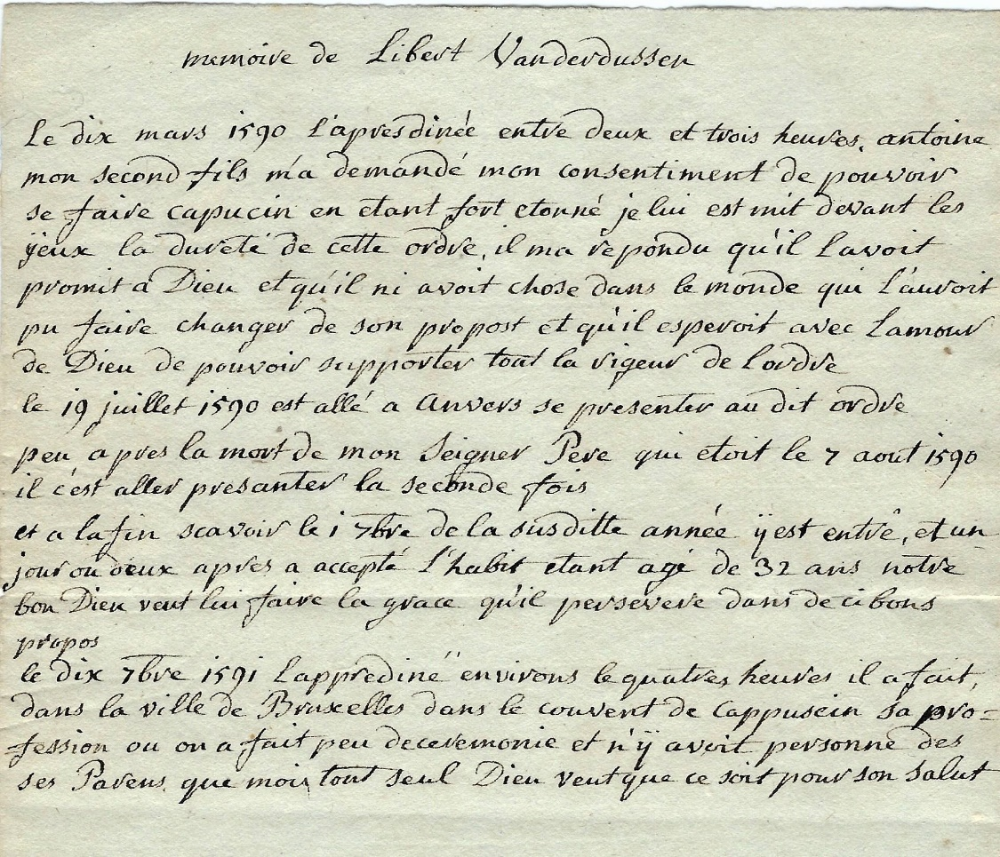 memoire de Libert Vanderdussen
Le dix mars 1590 l'apresdinée entre deux et trois heures, antoine
mon second fils m'a demandé mon consentiment de pouvoir
se faire capucin en etant fort etonné je lui est mit devant les
ÿeux la dureté de cette ordre, il ma repondu qu'il l'avoit
promit a Dieu et qu'il ni avoit chose dans le monde qui l'auroit
pu faire changer de son propost et qu'il esperoit avec Lamour
de Dieu de pouvoir supporter tout la rigeur de l'ordre
le 19 juillet 1590 est allé a anvers se presenter au dit ordre
peu apres la mort de mon Seigner Pere qui etoit le 7 aout 1590
il c'est aller presanter la seconde fois
et a la fin scavoir le 1 7bre de la susditte année ÿ est entrê, et un
jour ou deux apres a accepté l'habit etant agé de 32 ans notre
bon Dieu veut lui faire la grace qu'il persevere dans de ci bons
propos
le dix 7bre 1591 l'apprediné environs le quatres heures il a fait,
dans la ville de Bruxelles dans le couvent de Cappusein sa pro=
fession ou on a fait peu de ceremonie et n'ÿ avoit personne des
ses Parens que moi, tout seul Dieu veut que ce soit pour son salut